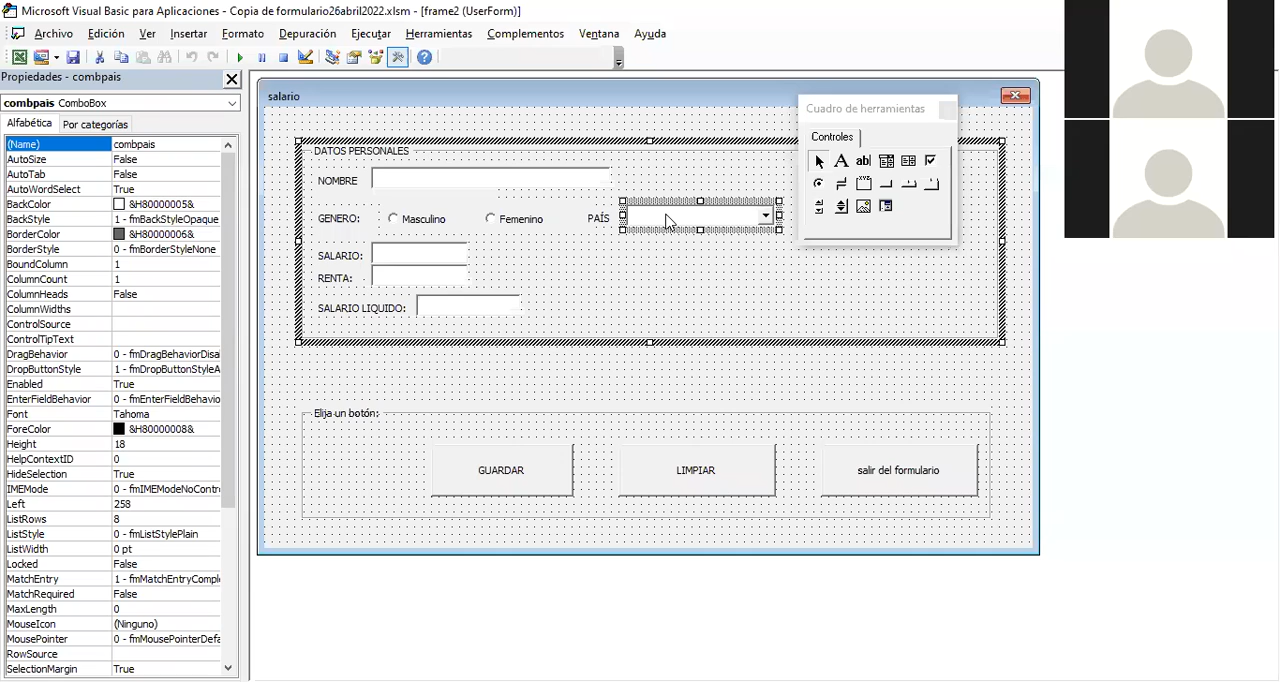 Microsoft Visual Basic para Aplicaciones - Copia de formulario26abril2022.xlsm - [frame2 (UserForm)]
Archivo Edición Ver Insertar Formato Depuración Ejecutar Herramientas Complementos Ventana Ayuda
Propiedades - combpais
combpais ComboBox
Alfabética Por categorías
(Name) combpais
AutoSize False
AutoTab False
AutoWordSelect True
BackColor &H80000005&
BackStyle 1 - fmBackStyleOpaque
BorderColor &H80000006&
BorderStyle 0 - fmBorderStyleNone
BoundColumn 1
ColumnCount 1
ColumnHeads False
ColumnWidths
ControlSource
ControlTipText
DragBehavior 0 - fmDragBehaviorDisa
DropButtonStyle 1 - fmDropButtonStyleA
Enabled True
EnterFieldBehavior 0 - fmEnterFieldBehavio
Font Tahoma
ForeColor &H80000008&
Height 18
HelpContextID 0
HideSelection True
IMEMode 0 - fmIMEModeNoContro
Left 258
ListRows 8
ListStyle 0 - fmListStylePlain
ListWidth 0 pt
Locked False
MatchEntry 1 - fmMatchEntryCompl
MatchRequired False
MaxLength 0
MouseIcon (Ninguno)
MousePointer 0 - fmMousePointerDefa
RowSource
SelectionMargin True
salario
DATOS PERSONALES
NOMBRE
GENERO: Masculino Femenino PAÍS
SALARIO:
RENTA:
SALARIO LIQUIDO:
Elija un botón:
GUARDAR LIMPIAR salir del formulario
Cuadro de herramientas
Controles
A ab| XYZ